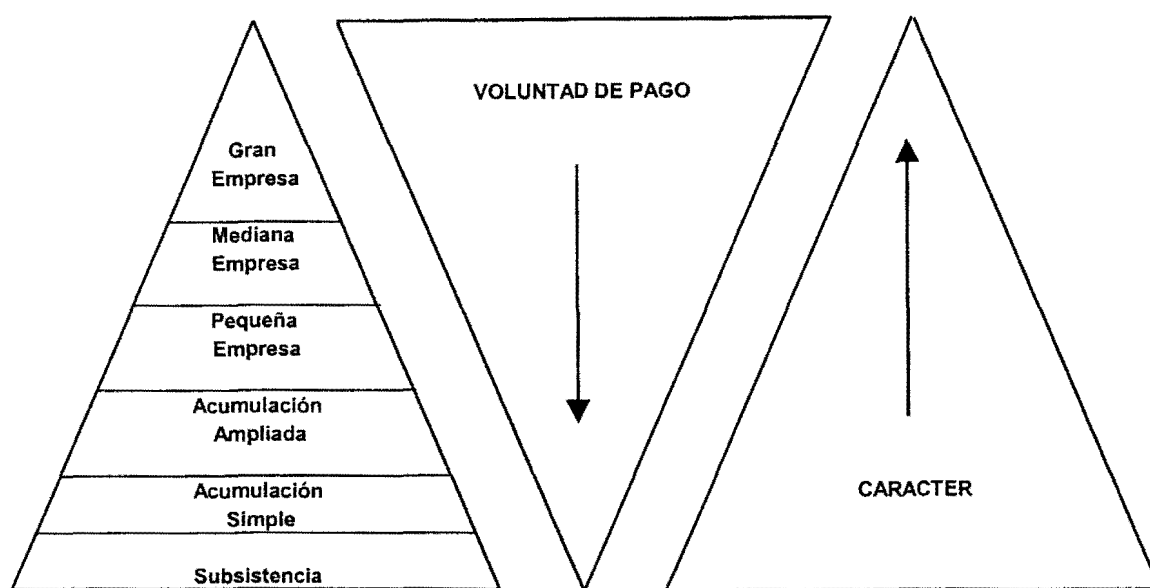 Gran
Empresa
Mediana
Empresa
Pequeña
Empresa
Acumulación
Ampliada
Acumulación
Simple
Subsistencia
VOLUNTAD DE PAGO
CARACTER